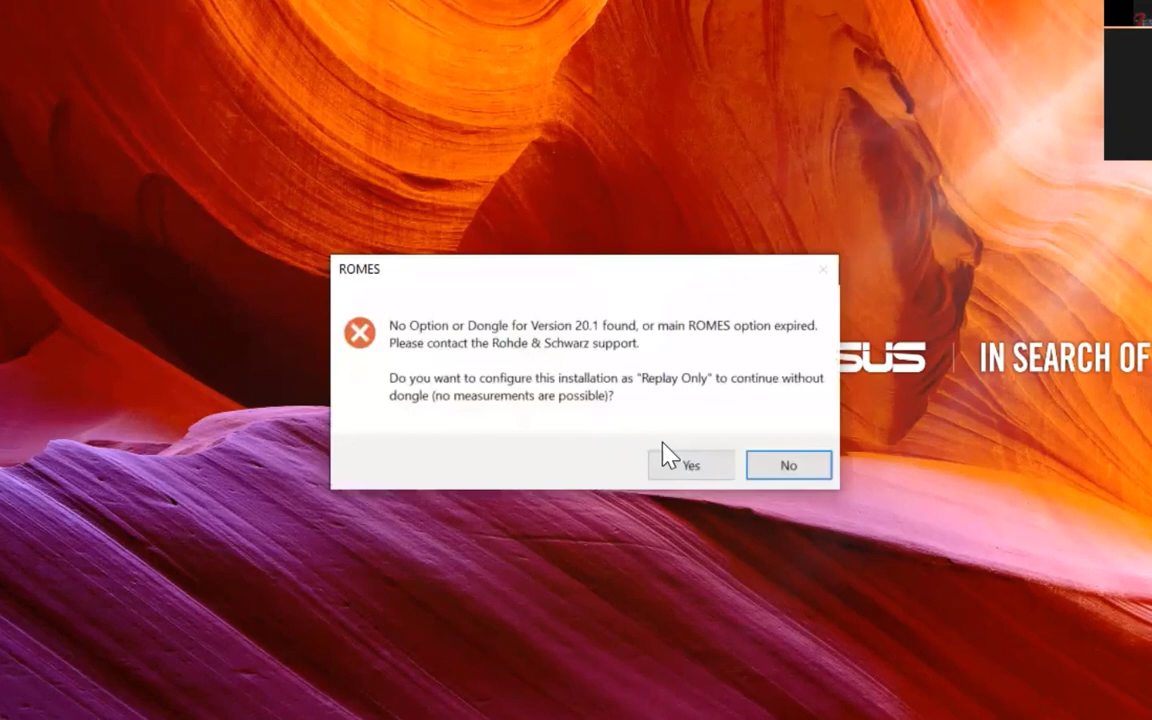 ROMES
No Option or Dongle for Version 20.1 found, or main ROMES option expired.
Please contact the Rohde & Schwarz support.
Do you want to configure this installation as "Replay Only" to continue without
dongle (no measurements are possible)?
Yes
No
SUS | IN SEARCH OF